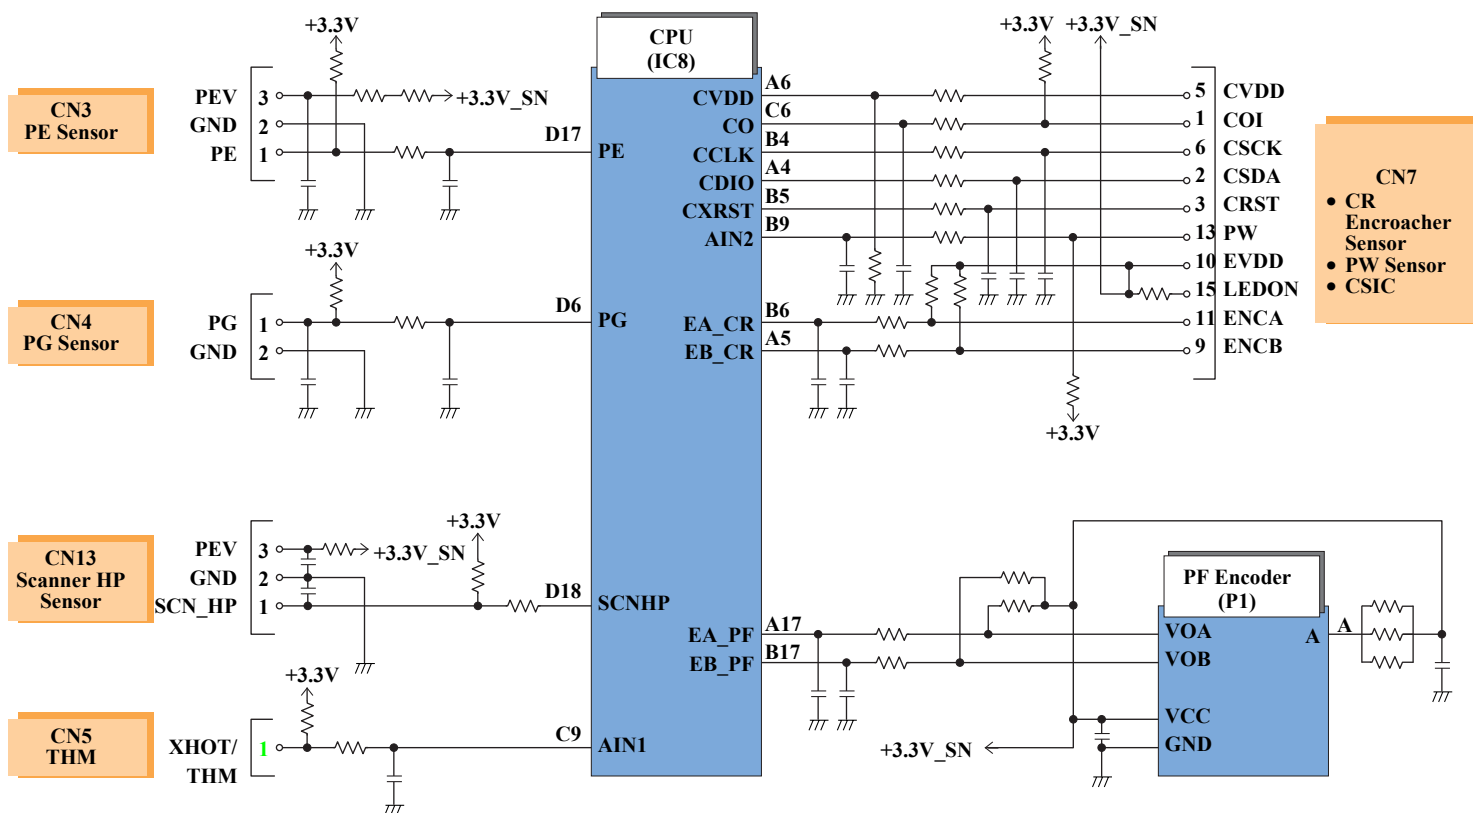 +3.3V
CN3
PE Sensor
PEV 3
GND 2
PE 1
+3.3V_SN
D17
+3.3V
CN4
PG Sensor
PG 1
GND 2
D6
CN13
Scanner HP
Sensor
PEV 3
GND 2
SCN_HP 1
+3.3V_SN
+3.3V
D18
CN5
THM
+3.3V
XHOT/
THM
1
C9
CPU
(IC8)
PE
PG
SCNHP
AIN1
CVDD A6
CO C6
CCLK B4
CDIO A4
CXRST B5
AIN2 B9
EA_CR B6
EB_CR A5
EA_PF A17
EB_PF B17
+3.3V
+3.3V_SN
5 CVDD
1 COI
6 CSCK
2 CSDA
3 CRST
13 PW
10 EVDD
15 LEDON
11 ENCA
9 ENCB
+3.3V
CN7
• CR
Encroacher
Sensor
• PW Sensor
• CSIC
PF Encoder
(P1)
VOA
VOB
VCC
GND
A
A
+3.3V_SN